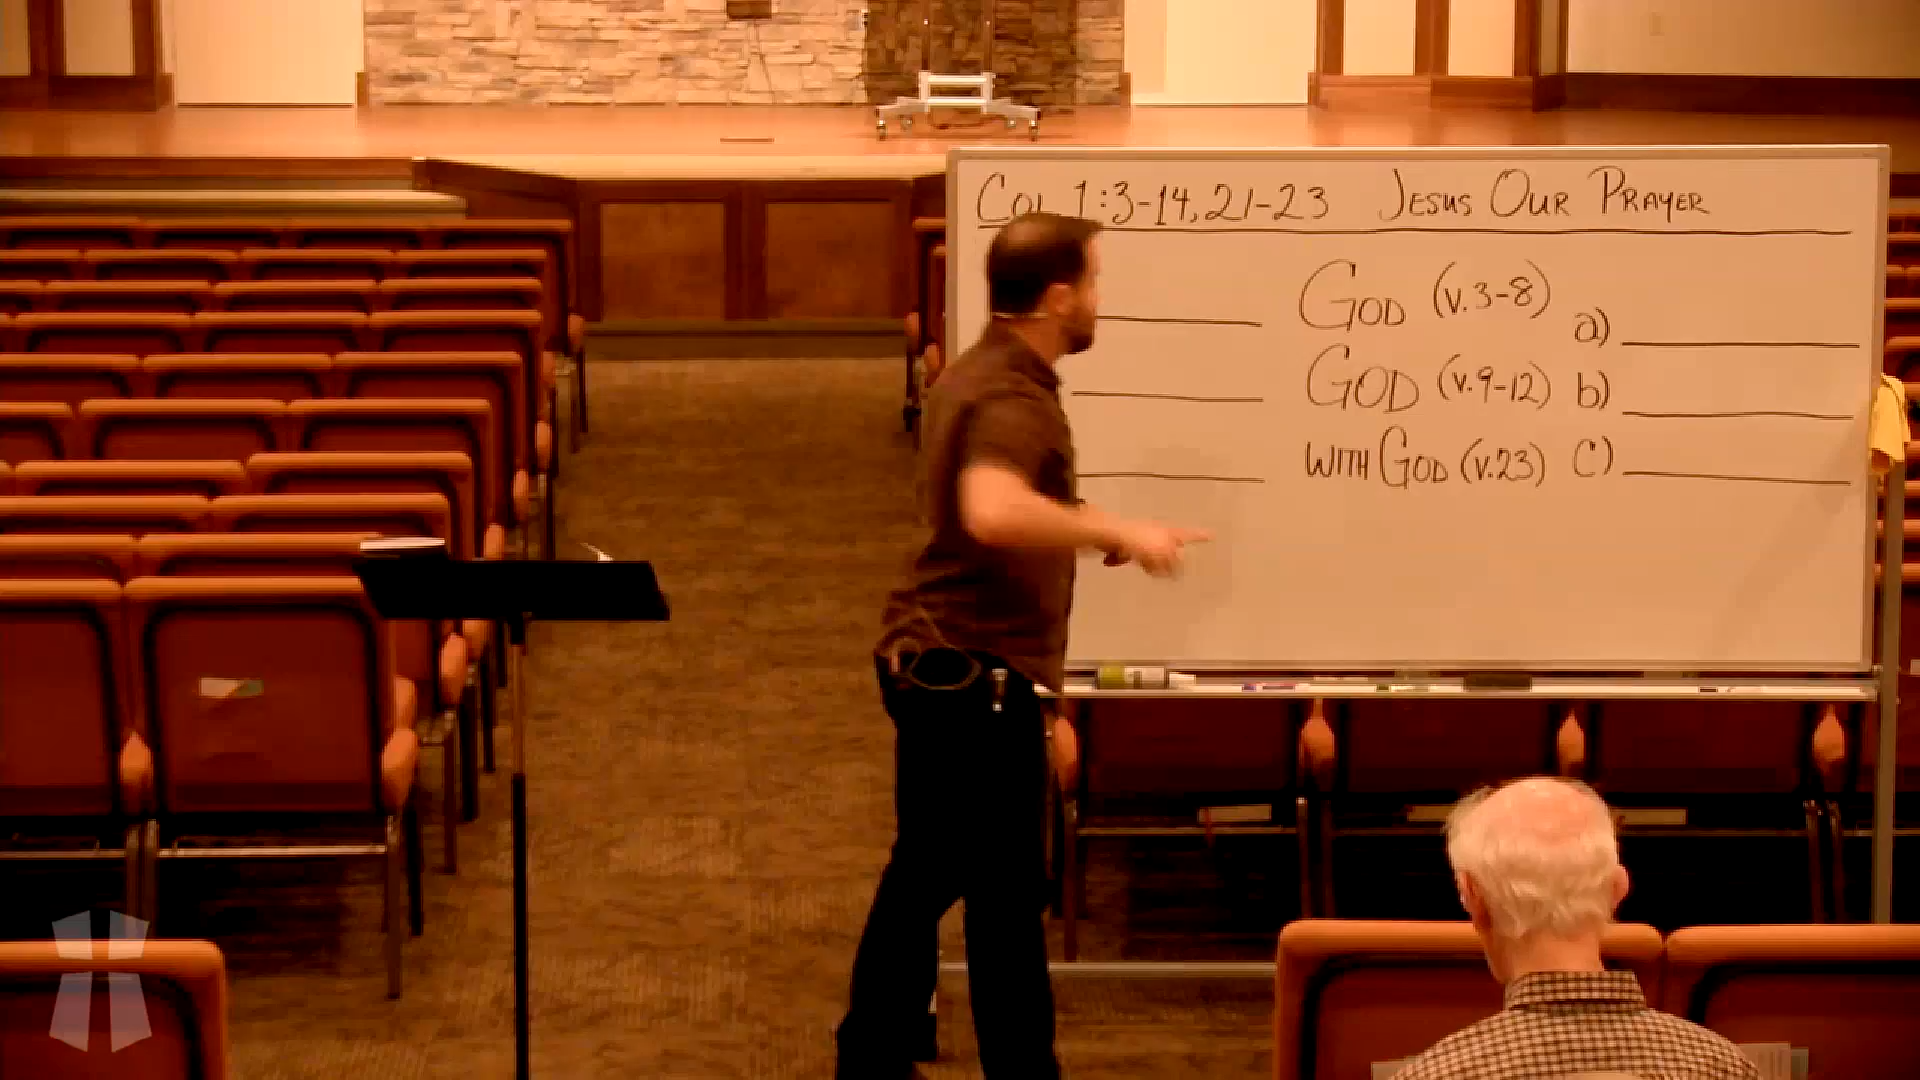 Col 1:3-14,21-23 Jesus Our Prayer
God (v.3-8) a)
God (v.9-12) b)
with God (v.23) c)